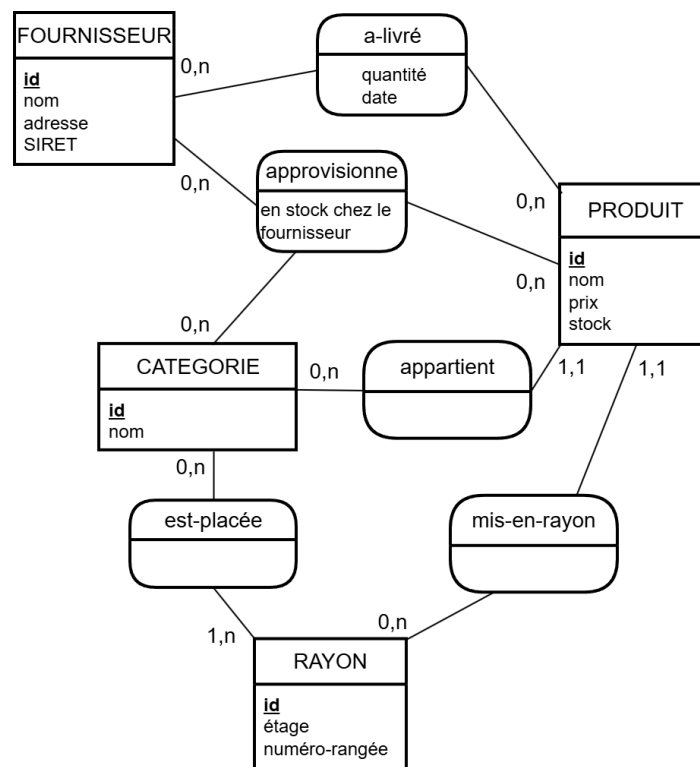 FOURNISSEUR
id
nom
adresse
SIRET
0,n
0,n
a-livré
quantité
date
approvisionne
en stock chez le
fournisseur
0,n
0,n
PRODUIT
id
nom
prix
stock
0,n
CATEGORIE
id
nom
0,n
appartient
1,1
1,1
0,n
est-placée
mis-en-rayon
1,n
0,n
RAYON
id
étage
numéro-rangée